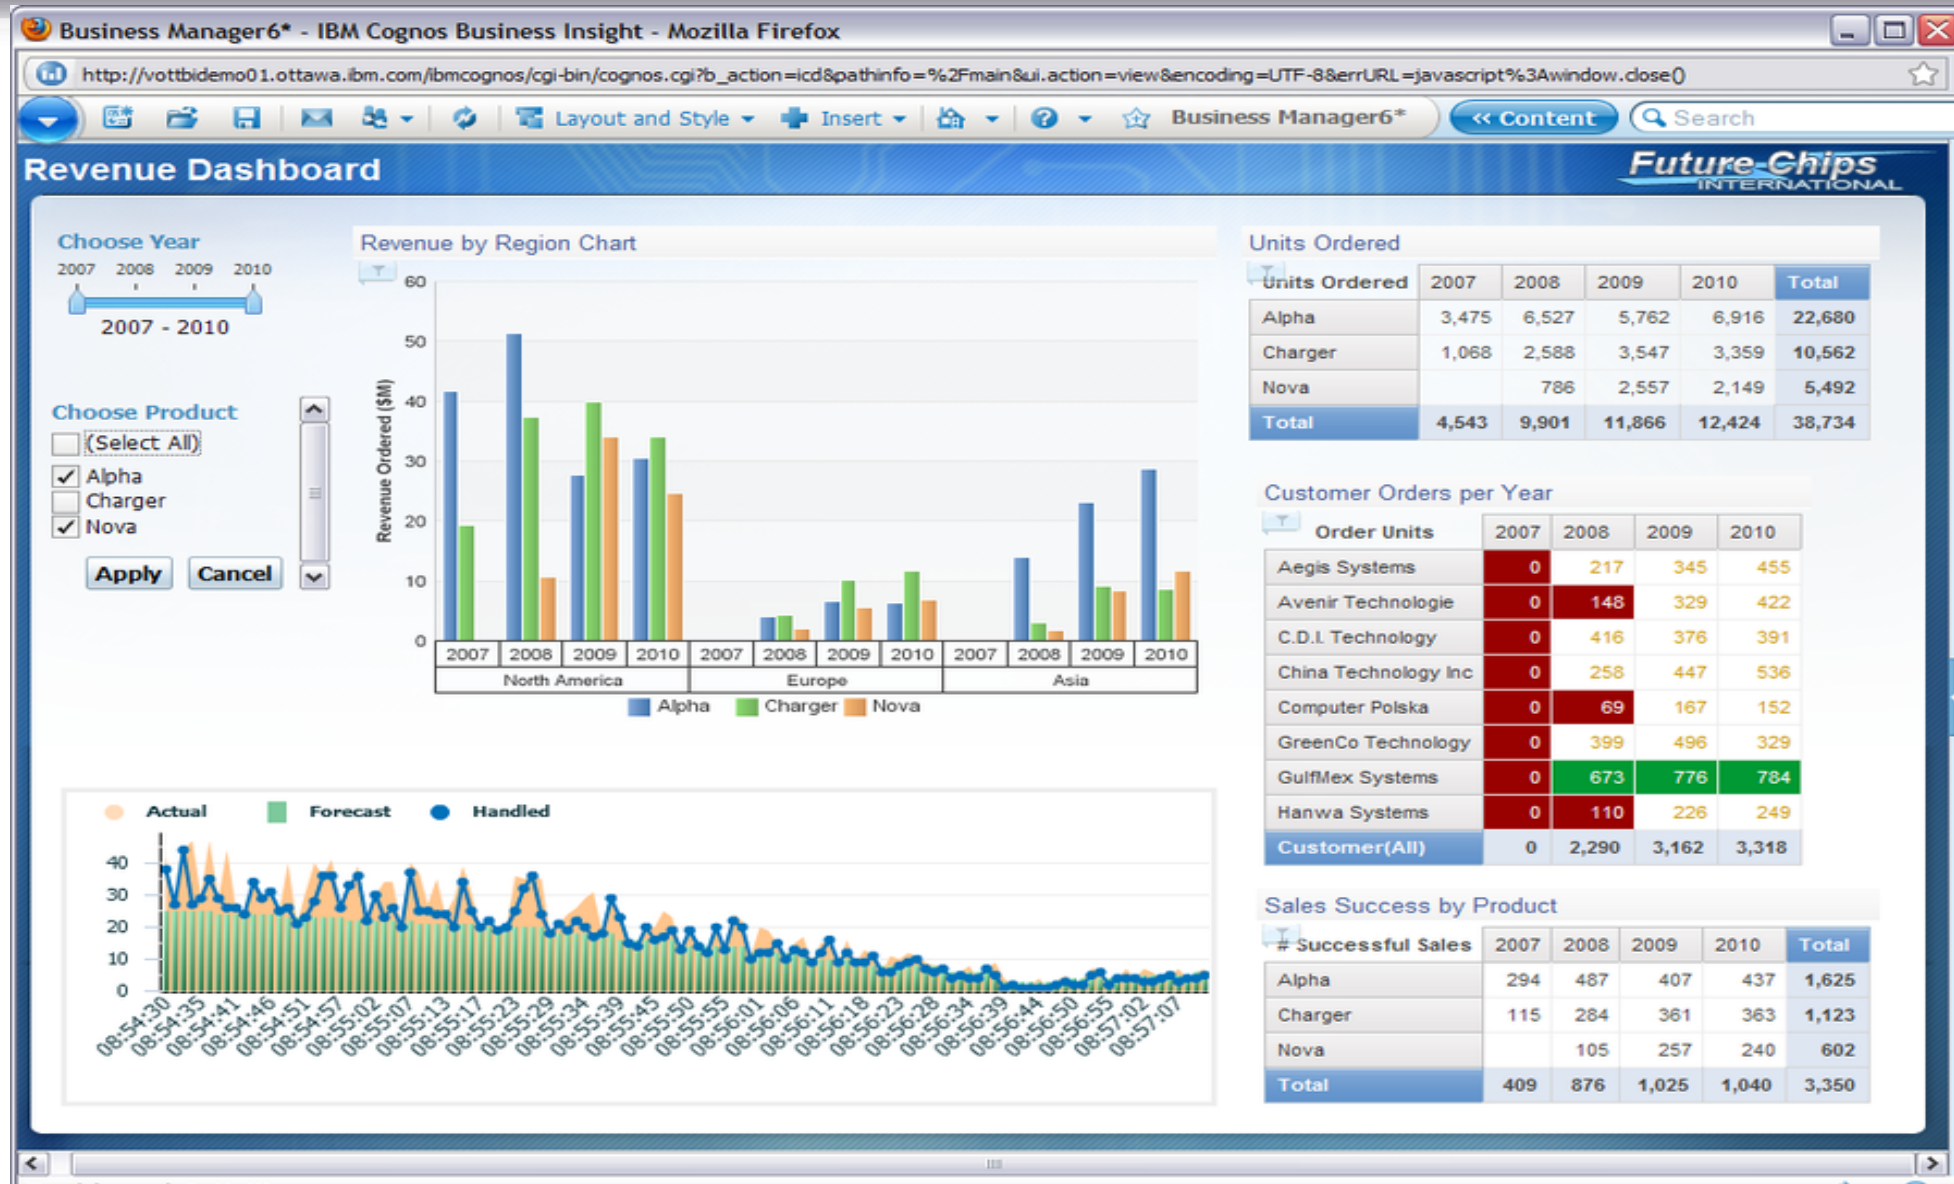 Business Manager6* - IBM Cognos Business Insight - Mozilla Firefox
http://vottbidemo01.ottawa.ibm.com/ibmcognos/cgi-bin/cognos.cgi?b_action=icd&pathinfo=%2Fmain&ui.action=view&encoding=UTF-8&errURL=javascript%3Awindow.close()
Layout and Style Insert Business Manager6* « Content Search
Revenue Dashboard
Future-Chips
INTERNATIONAL
Choose Year
2007 2008 2009 2010
2007 - 2010
Choose Product
(Select All)
Alpha
Charger
Nova
Apply Cancel
Revenue by Region Chart
Revenue Ordered ($M)
60
50
40
30
20
10
0
2007 2008 2009 2010 2007 2008 2009 2010 2007 2008 2009 2010
North America Europe Asia
Alpha Charger Nova
Actual Forecast Handled
40
30
20
10
0
08:54:30 08:54:35 08:54:41 08:54:46 08:54:51 08:54:57 08:55:02 08:55:07 08:55:13 08:55:17 08:55:23 08:55:29 08:55:34 08:55:39 08:55:45 08:55:50 08:55:55 08:56:01 08:56:06 08:56:11 08:56:18 08:56:23 08:56:28 08:56:34 08:56:39 08:56:44 08:56:50 08:56:55 08:57:02 08:57:07
Units Ordered
Units Ordered 2007 2008 2009 2010 Total
Alpha 3,475 6,527 5,762 6,916 22,680
Charger 1,068 2,588 3,547 3,359 10,562
Nova 786 2,557 2,149 5,492
Total 4,543 9,901 11,866 12,424 38,734
Customer Orders per Year
Order Units 2007 2008 2009 2010
Aegis Systems 0 217 345 455
Avenir Technologie 0 148 329 422
C.D.I. Technology 0 416 376 391
China Technology Inc 0 258 447 536
Computer Polska 0 69 167 152
GreenCo Technology 0 399 496 329
GulfMex Systems 0 673 776 784
Hanwa Systems 0 110 226 249
Customer(All) 0 2,290 3,162 3,318
Sales Success by Product
# Successful Sales 2007 2008 2009 2010 Total
Alpha 294 487 407 437 1,625
Charger 115 284 361 363 1,123
Nova 105 257 240 602
Total 409 876 1,025 1,040 3,350